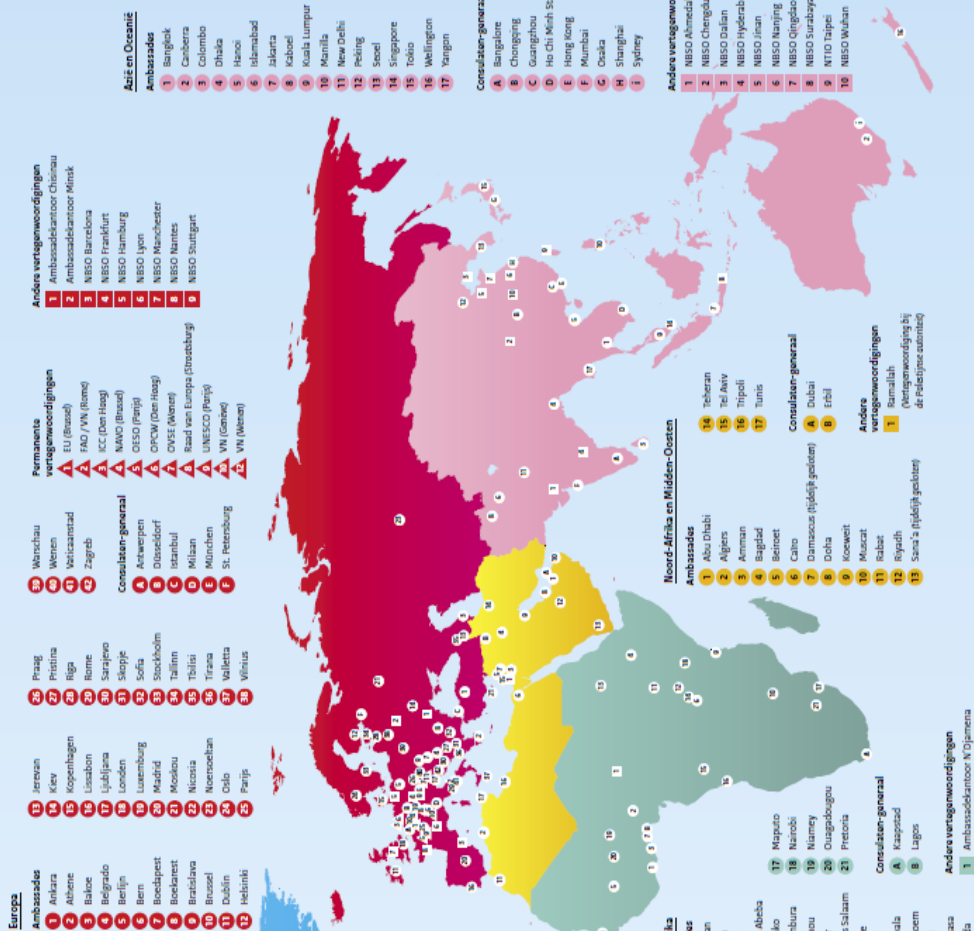 Europa
Ambassades
1 Ankara
2 Athene
3 Bakoe
4 Belgrado
5 Berlijn
6 Bern
7 Boedapest
8 Boekarest
9 Bratislava
10 Brussel
11 Dublin
12 Helsinki
13 Jerevan
14 Kiev
15 Kopenhagen
16 Lissabon
17 Ljubljana
18 Londen
19 Luxemburg
20 Madrid
21 Moskou
22 Nicosia
23 Noersoeltan
24 Oslo
25 Parijs
26 Praag
27 Pristina
28 Riga
29 Rome
30 Sarajevo
31 Skopje
32 Sofia
33 Stockholm
34 Tallinn
35 Tbilisi
36 Tirana
37 Valletta
38 Vilnius
39 Warschau
40 Wenen
41 Vaticaanstad
42 Zagreb
Consulaten-generaal
A Antwerpen
B Düsseldorf
C Istanbul
D Milaan
E München
F St. Petersburg
Permanente
vertegenwoordigingen
1 EU (Brussel)
2 FAO / VN (Rome)
3 ICC (Den Haag)
4 NAVO (Brussel)
5 OESO (Parijs)
6 OPCW (Den Haag)
7 OVSE (Wenen)
8 Raad van Europa (Straatsburg)
9 UNESCO (Parijs)
10 VN (Genève)
12 VN (Wenen)
Andere vertegenwoordigingen
1 Ambassadekantoor Chisinau
2 Ambassadekantoor Minsk
3 NBSO Barcelona
4 NBSO Frankfurt
5 NBSO Hamburg
6 NBSO Lyon
7 NBSO Manchester
8 NBSO Nantes
9 NBSO Stuttgart
Azië en Oceanië
Ambassades
1 Bangkok
2 Canberra
3 Colombo
4 Dhaka
5 Hanoi
6 Islamabad
7 Jakarta
8 Kaboel
9 Kuala Lumpur
10 Manilla
11 New Delhi
12 Peking
13 Seoel
14 Singapore
15 Tokio
16 Wellington
17 Yangon
Consulaten-genera
A Bangalore
B Chongqing
C Guangzhou
D Ho Chi Minh St
E Hong Kong
F Mumbai
G Osaka
H Shanghai
i Sydney
Andere vertegenwo
1 NBSO Ahmeda
2 NBSO Chengdu
3 NBSO Dalian
4 NBSO Hyderab
5 NBSO Jinan
6 NBSO Nanjing
7 NBSO Qingdao
8 NBSO Surabay
9 NTIO Taipei
10 NBSO Wuhan
Noord-Afrika en Midden-Oosten
Ambassades
1 Abu Dhabi
2 Algiers
3 Amman
4 Bagdad
5 Beiroet
6 Caïro
7 Damascus (tijdelijk gesloten)
8 Doha
9 Koeweit
10 Muscat
11 Rabat
12 Riyadh
13 Sana'a (tijdelijk gesloten)
14 Teheran
15 Tel Aviv
16 Tripoli
17 Tunis
Consulaten-generaal
A Dubai
B Erbil
Andere
vertegenwoordigingen
1 Ramallah
(Vertegenwoordiging bij
de Palestijnse autoriteit)
Abeba
17 Maputo
18 Nairobi
19 Niamey
20 Ouagadougou
21 Pretoria
Consulaten-generaal
A Kaapstad
B Lagos
Andere vertegenwoordigingen
1 Ambassadekantoor N'Djamena